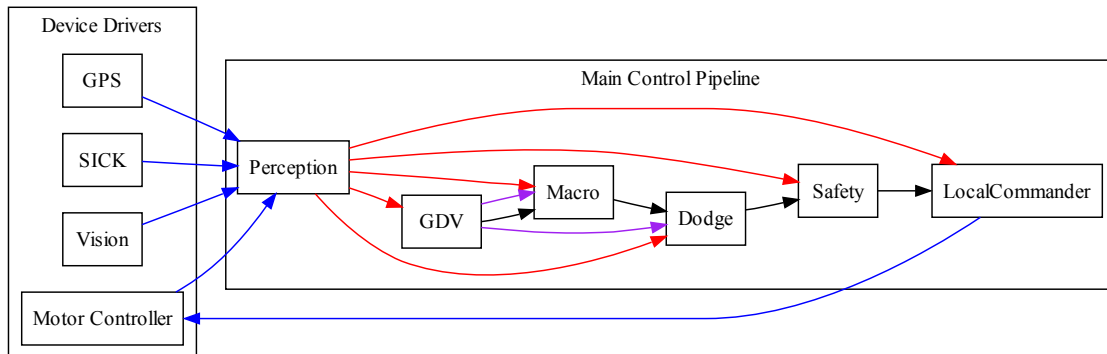 Device Drivers
GPS
SICK
Vision
Motor Controller
Main Control Pipeline
Perception
GDV
Macro
Dodge
Safety
LocalCommander